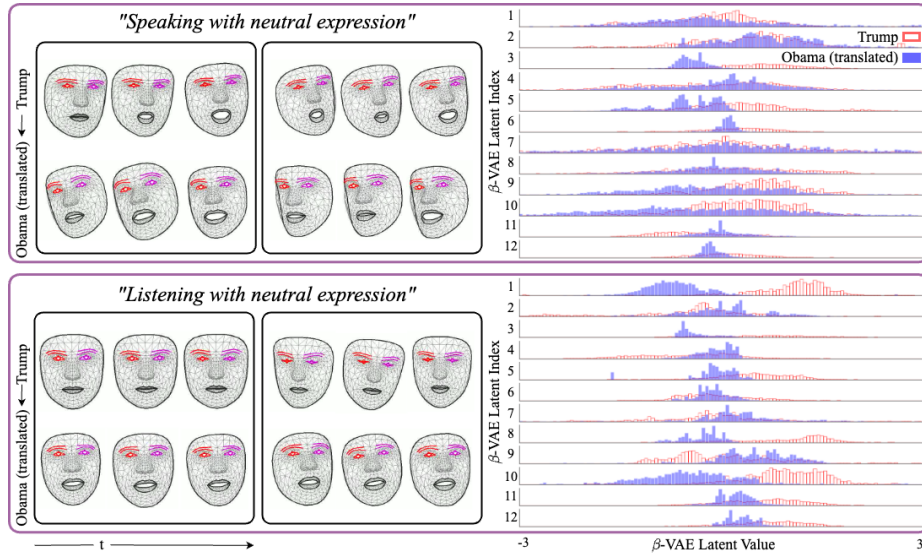 "Speaking with neutral expression"
Obama (translated) ← Trump
β-VAE Latent Index
1
2
3
4
5
6
7
8
9
10
11
12
Trump
Obama (translated)
"Listening with neutral expression"
Obama (translated) ← Trump
β-VAE Latent Index
1
2
3
4
5
6
7
8
9
10
11
12
t
-3
β-VAE Latent Value
3